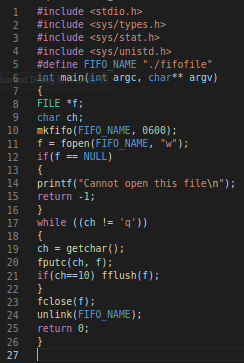 1 #include <stdio.h>
2 #include <sys/types.h>
3 #include <sys/stat.h>
4 #include <sys/unistd.h>
5 #define FIFO_NAME "./fifofile"
6 int main(int argc, char** argv)
7 {
8 FILE *f;
9 char ch;
10 mkfifo(FIFO_NAME, 0600);
11 f = fopen(FIFO_NAME, "w");
12 if(f == NULL)
13 {
14 printf("Cannot open this file\n");
15 return -1;
16 }
17 while ((ch != 'q'))
18 {
19 ch = getchar();
20 fputc(ch, f);
21 if(ch==10) fflush(f);
22 }
23 fclose(f);
24 unlink(FIFO_NAME);
25 return 0;
26 }
27